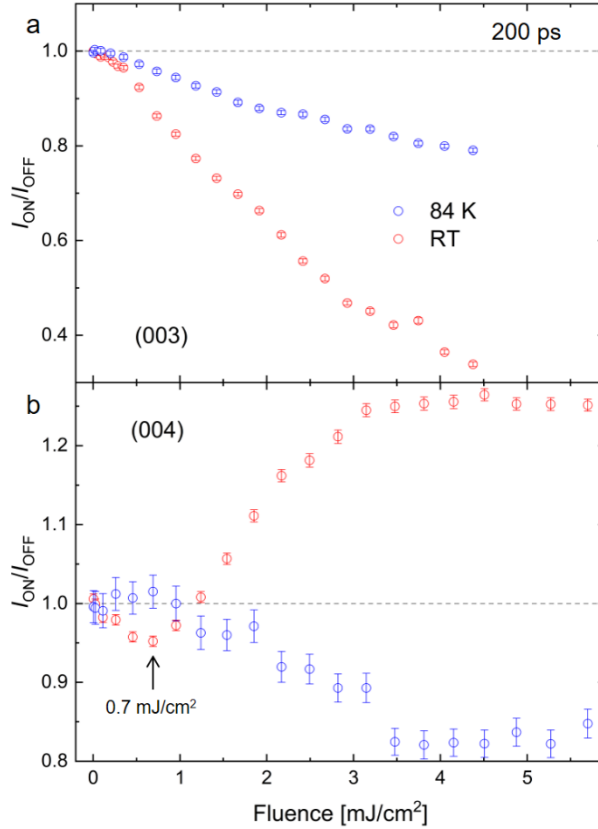 a
200 ps
1.0
0.8
0.6
0.4
I_ON/I_OFF
84 K
RT
(003)
b
(004)
1.2
1.1
1.0
0.9
0.8
I_ON/I_OFF
0.7 mJ/cm²
0 1 2 3 4 5
Fluence [mJ/cm²]